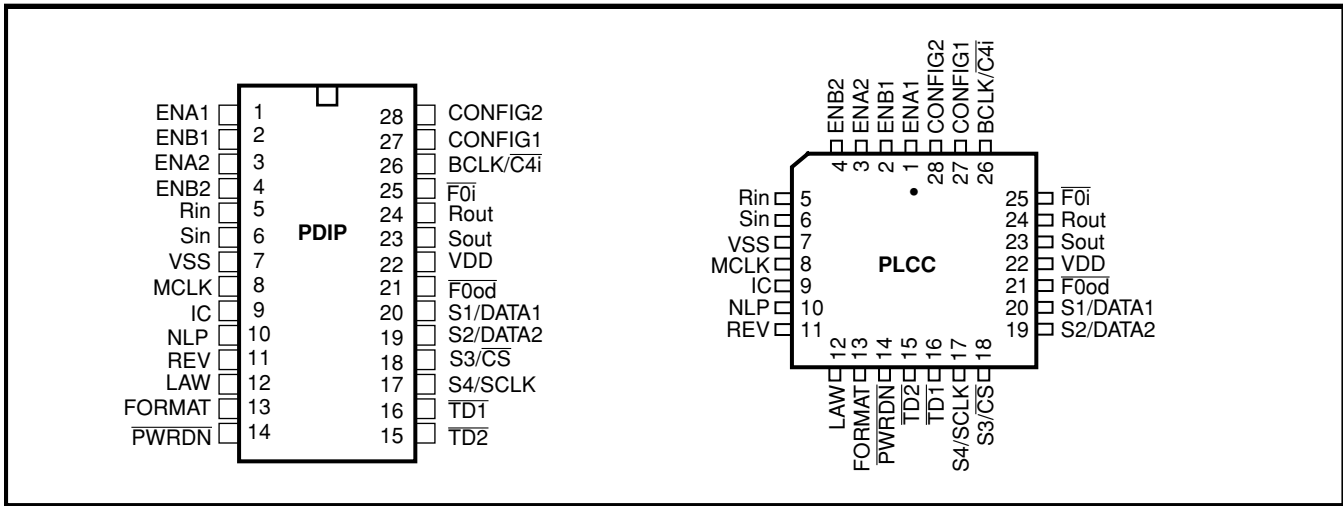 ENA1 1 28 CONFIG2
ENB1 2 27 CONFIG1
ENA2 3 26 BCLK/C4i
ENB2 4 25 F0i
Rin 5 24 Rout
Sin 6 PDIP 23 Sout
VSS 7 22 VDD
MCLK 8 21 F0od
IC 9 20 S1/DATA1
NLP 10 19 S2/DATA2
REV 11 18 S3/CS
LAW 12 17 S4/SCLK
FORMAT 13 16 TD1
PWRDN 14 15 TD2
ENB2 ENA2 ENB1 ENA1 CONFIG2 CONFIG1 BCLK/C4i
4 3 2 1 28 27 26
Rin 5 25 F0i
Sin 6 24 Rout
VSS 7 23 Sout
MCLK 8 PLCC 22 VDD
IC 9 21 F0od
NLP 10 20 S1/DATA1
REV 11 19 S2/DATA2
12 13 14 15 16 17 18
LAW FORMAT PWRDN TD2 TD1 S4/SCLK S3/CS